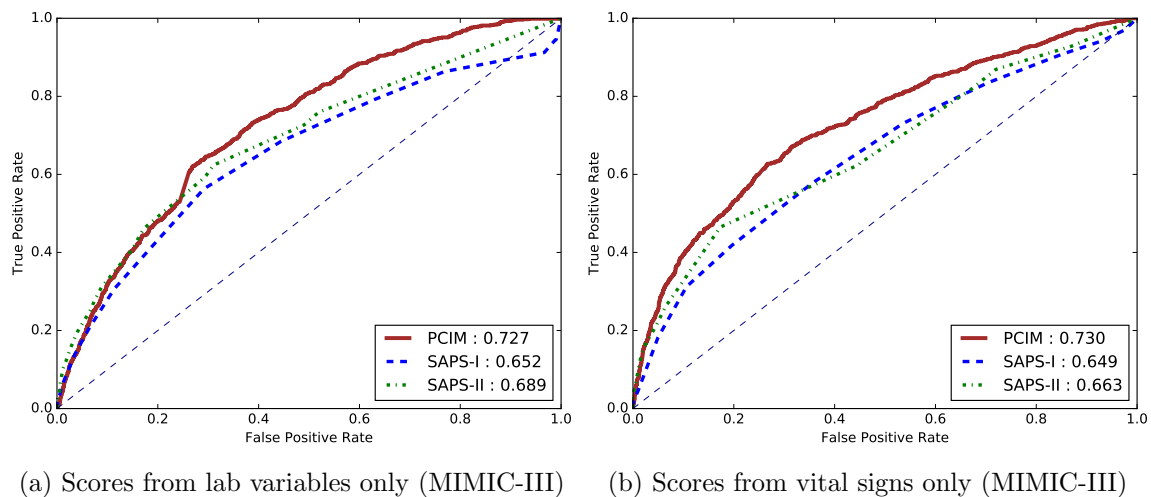 1.0
0.8
0.6
0.4
0.2
0.0
0.0 0.2 0.4 0.6 0.8 1.0
True Positive Rate
False Positive Rate
PCIM : 0.727
SAPS-I : 0.652
SAPS-II : 0.689
(a) Scores from lab variables only (MIMIC-III)
1.0
0.8
0.6
0.4
0.2
0.0
0.0 0.2 0.4 0.6 0.8 1.0
True Positive Rate
False Positive Rate
PCIM : 0.730
SAPS-I : 0.649
SAPS-II : 0.663
(b) Scores from vital signs only (MIMIC-III)